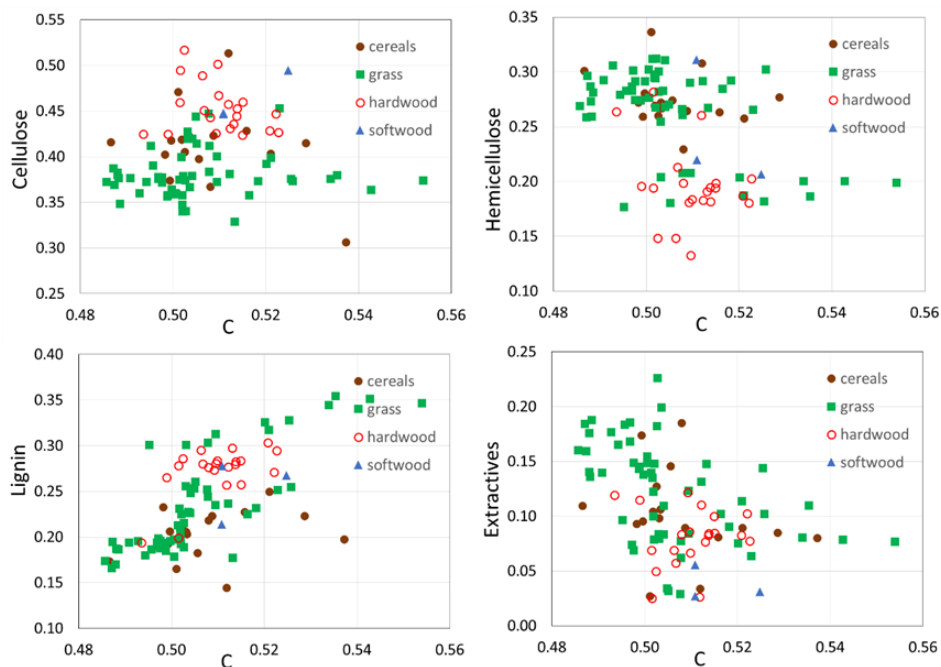 Cellulose
0.55
0.50
0.45
0.40
0.35
0.30
0.25
0.48
0.50
0.52
0.54
0.56
C
cereals
grass
hardwood
softwood
Hemicellulose
0.35
0.30
0.25
0.20
0.15
0.10
0.48
0.50
0.52
0.54
0.56
C
cereals
grass
hardwood
softwood
Lignin
0.40
0.35
0.30
0.25
0.20
0.15
0.10
0.48
0.50
0.52
0.54
0.56
C
cereals
grass
hardwood
softwood
Extractives
0.25
0.20
0.15
0.10
0.05
0.00
0.48
0.50
0.52
0.54
0.56
C
cereals
grass
hardwood
softwood